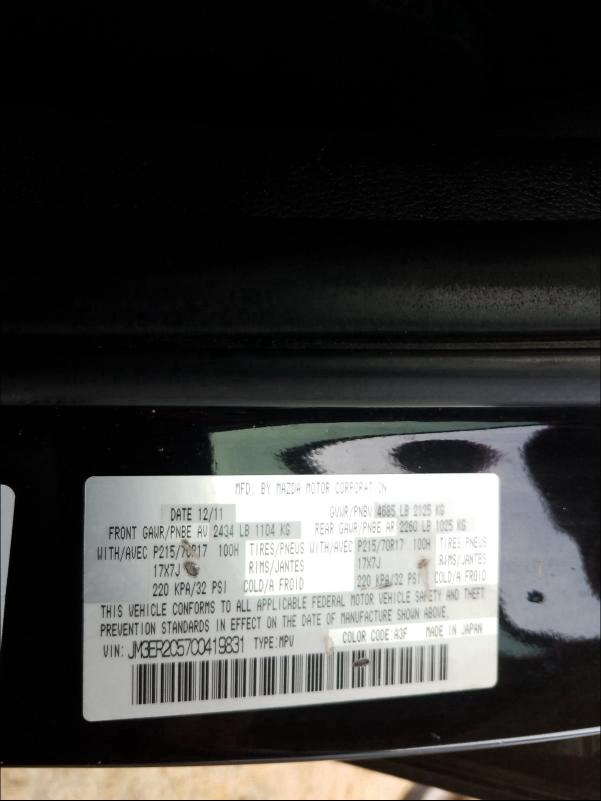 MFD. BY MAZDA MOTOR CORPORATION
DATE 12/11 GVWR/PNBV 4685 LB 2125 KG
FRONT GAWR/PNBE AV 2434 LB 1104 KG REAR GAWR/PNBE AR 2260 LB 1025 KG
WITH/AVEC P215/70R17 100H TIRES/PNEUS WITH/AVEC P215/70R17 100H TIRES/PNEUS
17X7J RIMS/JANTES 17X7J RIMS/JANTES
220 KPA/32 PSI COLD/A FROID 220 KPA/32 PSI COLD/A FROID
THIS VEHICLE CONFORMS TO ALL APPLICABLE FEDERAL MOTOR VEHICLE SAFETY AND THEFT
PREVENTION STANDARDS IN EFFECT ON THE DATE OF MANUFACTURE SHOWN ABOVE.
VIN: JM3ER2C57C0419831 TYPE:MPV COLOR CODE:A3F MADE IN JAPAN